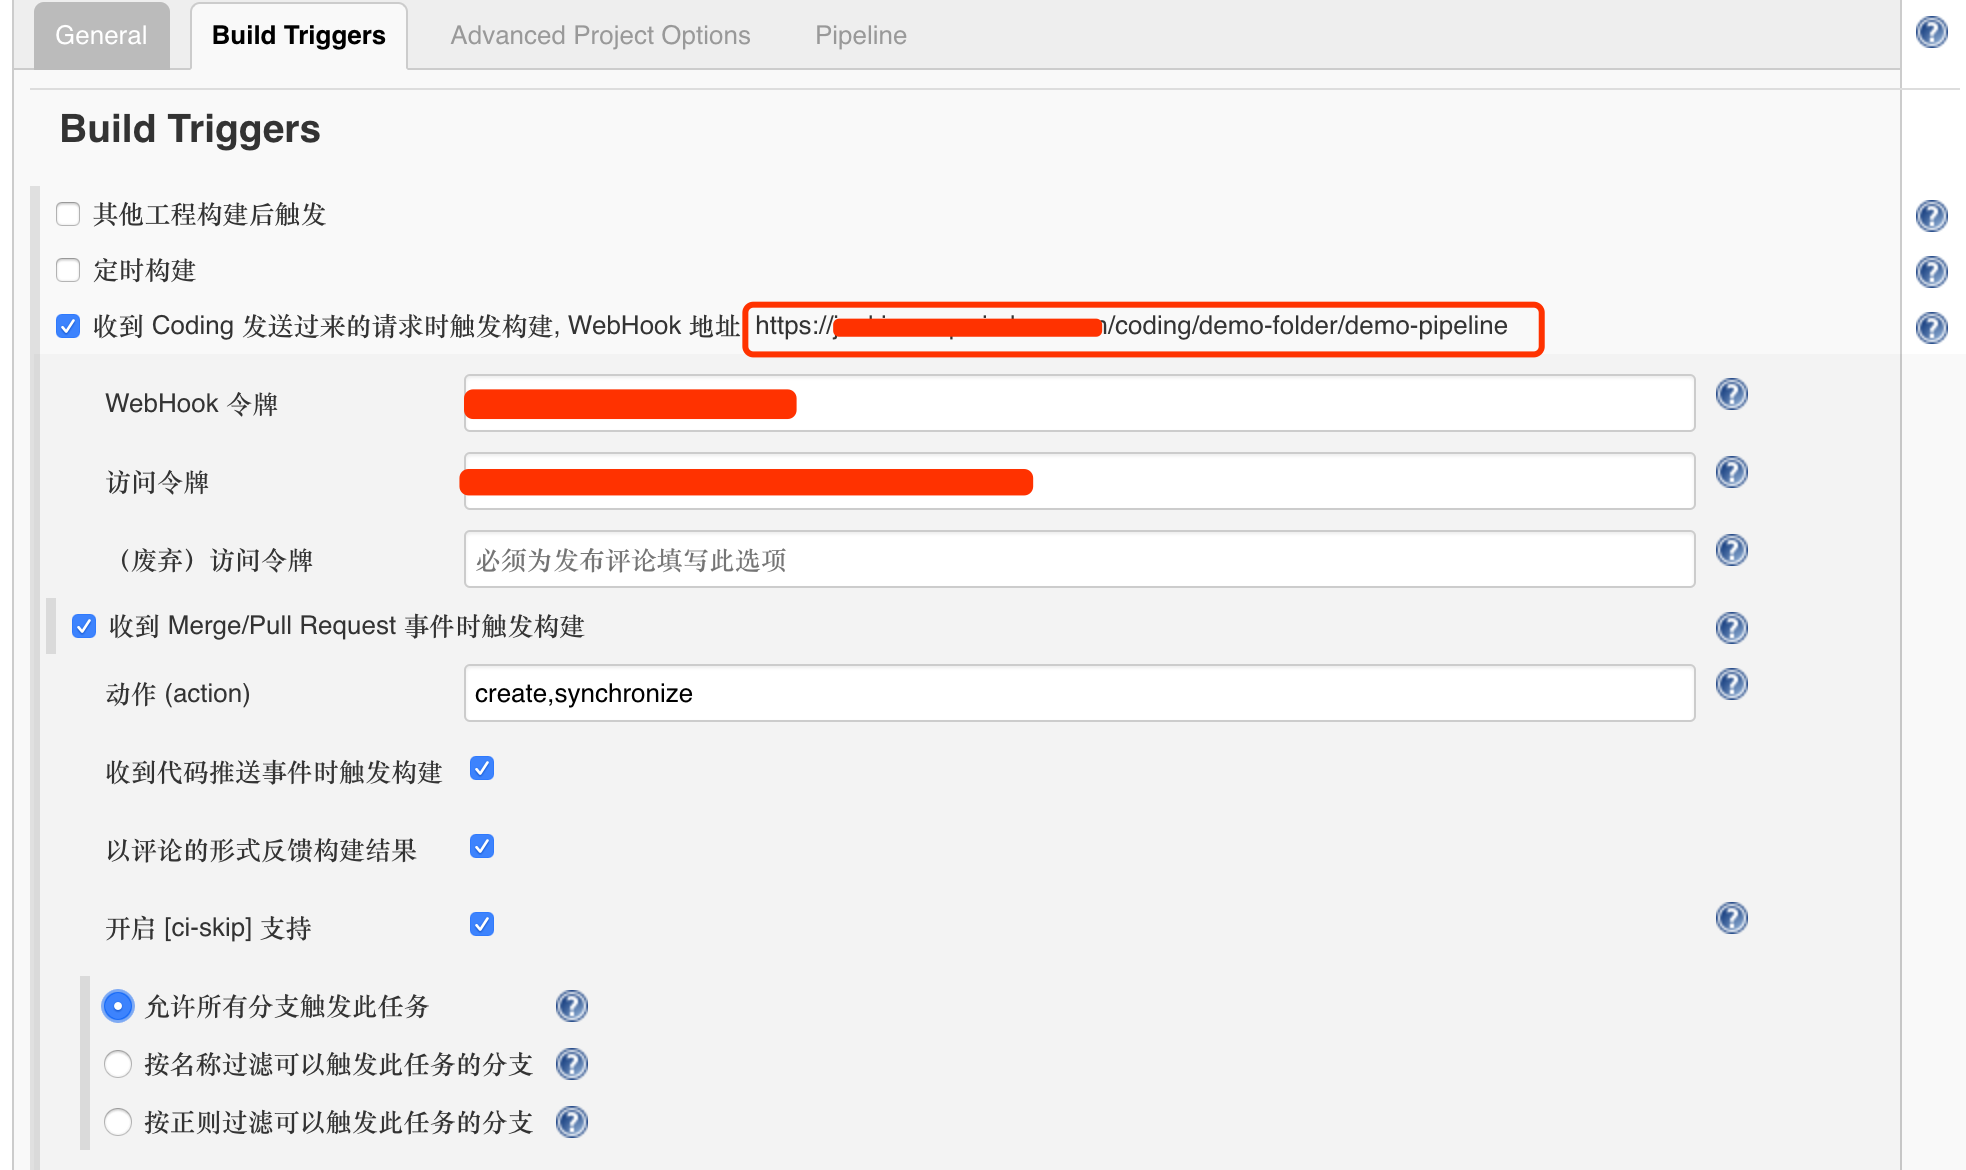 General Build Triggers Advanced Project Options Pipeline
Build Triggers
其他工程构建后触发
定时构建
收到 Coding 发送过来的请求时触发构建, WebHook 地址 https:// /coding/demo-folder/demo-pipeline
WebHook 令牌
访问令牌
（废弃）访问令牌 必须为发布评论填写此选项
收到 Merge/Pull Request 事件时触发构建
动作 (action) create,synchronize
收到代码推送事件时触发构建
以评论的形式反馈构建结果
开启 [ci-skip] 支持
允许所有分支触发此任务
按名称过滤可以触发此任务的分支
按正则过滤可以触发此任务的分支